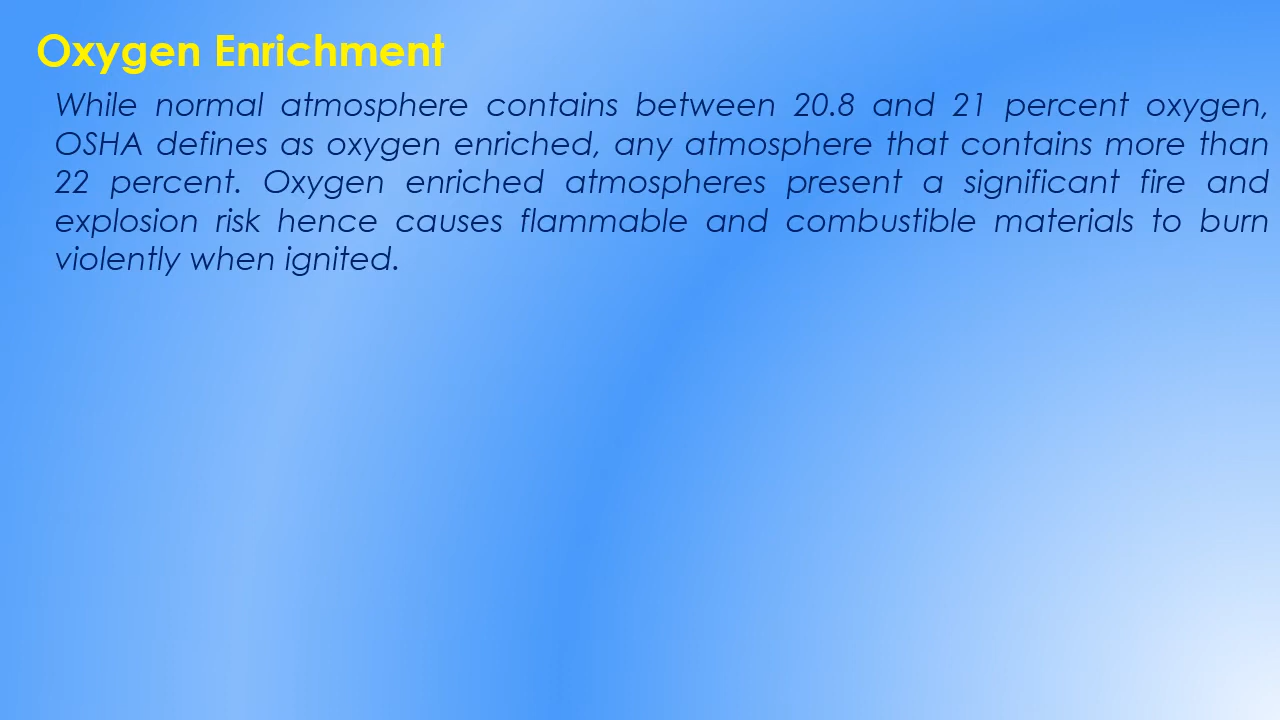 Oxygen Enrichment
While normal atmosphere contains between 20.8 and 21 percent oxygen,
OSHA defines as oxygen enriched, any atmosphere that contains more than
22 percent. Oxygen enriched atmospheres present a significant fire and
explosion risk hence causes flammable and combustible materials to burn
violently when ignited.